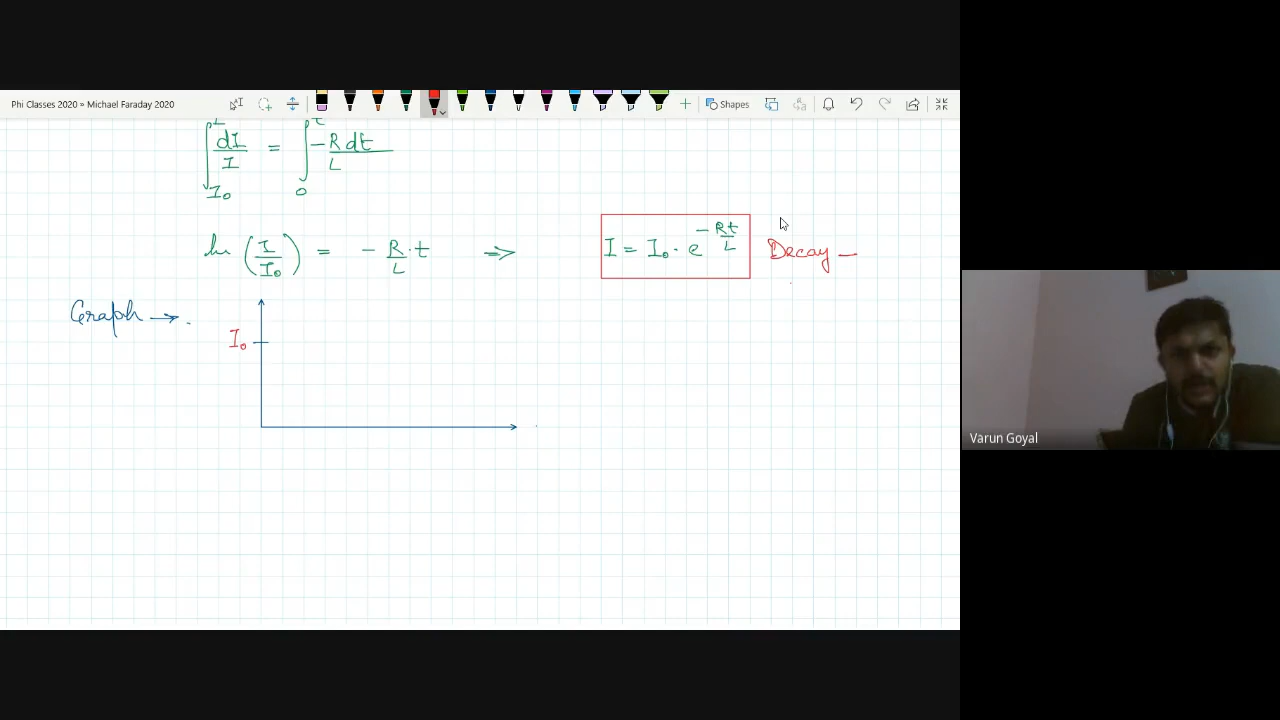 Phi Classes 2020 » Michael Faraday 2020
Shapes
∫_{I₀}^{I} dI/I = ∫_{0}^{t} -R dt/L
ln (I/I₀) = - R/L · t ⇒ I = I₀ · e^{-Rt/L} Decay -
Graph →
I₀
Varun Goyal